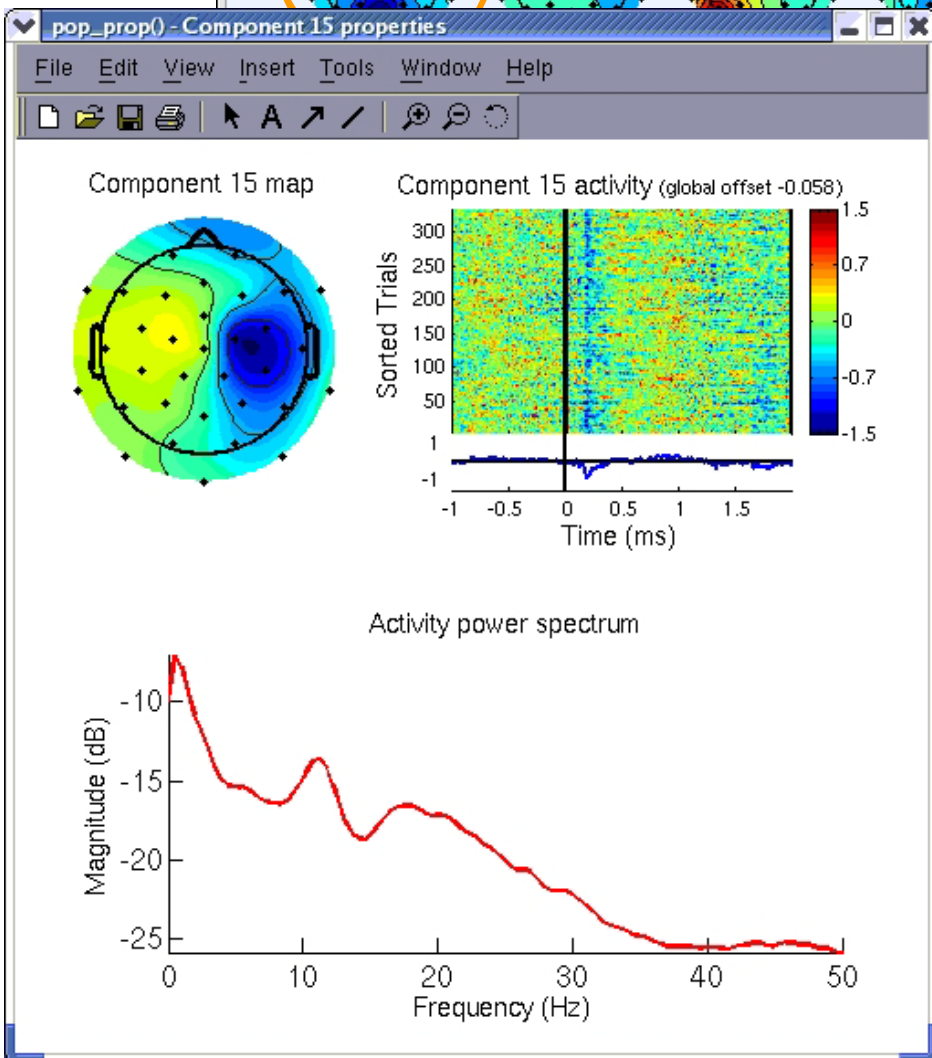 pop_prop() - Component 15 properties
File Edit View Insert Tools Window Help
A
Component 15 map
Component 15 activity (global offset -0.058)
Sorted Trials
300
250
200
150
100
50
1.5
0.7
0
-0.7
-1.5
1
-1
-1 -0.5 0 0.5 1 1.5
Time (ms)
Activity power spectrum
Magnitude (dB)
-10
-15
-20
-25
0 10 20 30 40 50
Frequency (Hz)